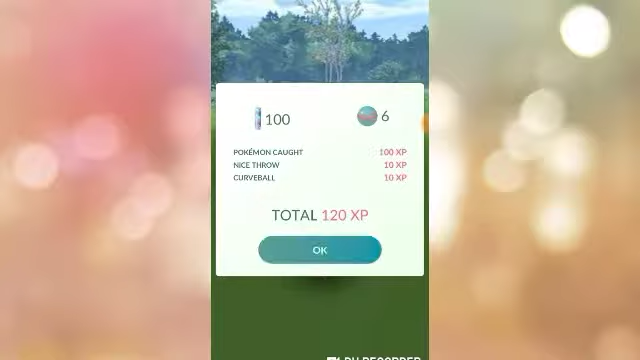 100 6
POKÉMON CAUGHT 100 XP
NICE THROW 10 XP
CURVEBALL 10 XP
TOTAL 120 XP
OK